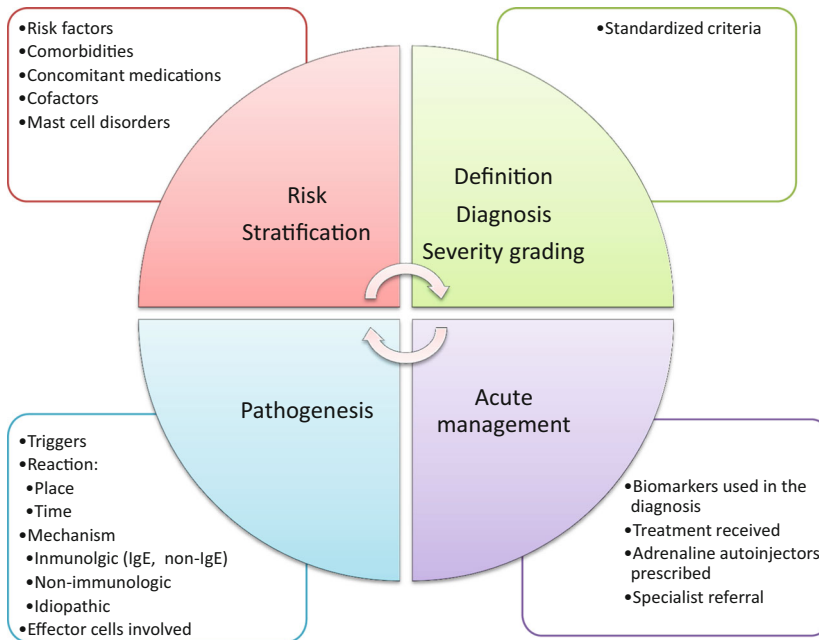 •Risk factors
•Comorbidities
•Concomitant medications
•Cofactors
•Mast cell disorders
•Standardized criteria
Risk
Stratification
Definition
Diagnosis
Severity grading
Pathogenesis
Acute
management
•Triggers
•Reaction:
•Place
•Time
•Mechanism
•Inmunolgic (IgE, non-IgE)
•Non-immunologic
•Idiopathic
•Effector cells involved
•Biomarkers used in the
diagnosis
•Treatment received
•Adrenaline autoinjectors
prescribed
•Specialist referral